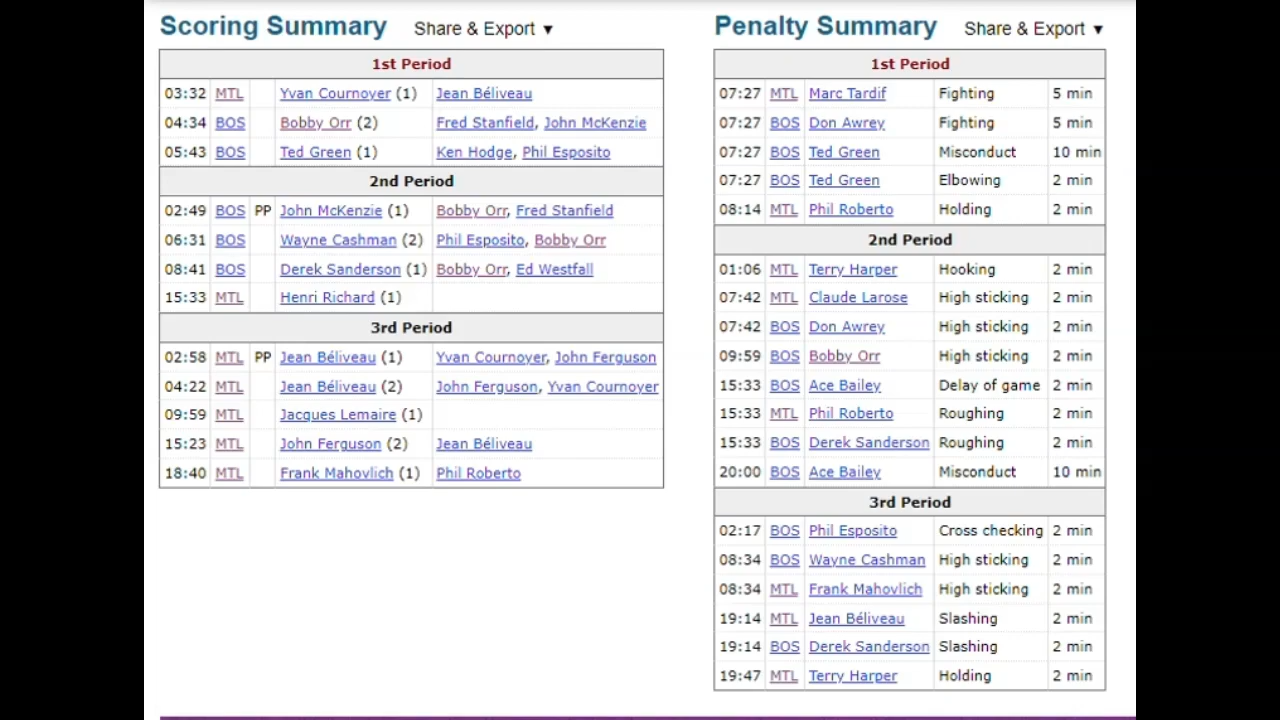 Scoring Summary Share & Export ▼
1st Period
03:32 MTL Yvan Cournoyer (1) Jean Béliveau
04:34 BOS Bobby Orr (2) Fred Stanfield, John McKenzie
05:43 BOS Ted Green (1) Ken Hodge, Phil Esposito
2nd Period
02:49 BOS PP John McKenzie (1) Bobby Orr, Fred Stanfield
06:31 BOS Wayne Cashman (2) Phil Esposito, Bobby Orr
08:41 BOS Derek Sanderson (1) Bobby Orr, Ed Westfall
15:33 MTL Henri Richard (1)
3rd Period
02:58 MTL PP Jean Béliveau (1) Yvan Cournoyer, John Ferguson
04:22 MTL Jean Béliveau (2) John Ferguson, Yvan Cournoyer
09:59 MTL Jacques Lemaire (1)
15:23 MTL John Ferguson (2) Jean Béliveau
18:40 MTL Frank Mahovlich (1) Phil Roberto
Penalty Summary Share & Export ▼
1st Period
07:27 MTL Marc Tardif Fighting 5 min
07:27 BOS Don Awrey Fighting 5 min
07:27 BOS Ted Green Misconduct 10 min
07:27 BOS Ted Green Elbowing 2 min
08:14 MTL Phil Roberto Holding 2 min
2nd Period
01:06 MTL Terry Harper Hooking 2 min
07:42 MTL Claude Larose High sticking 2 min
07:42 BOS Don Awrey High sticking 2 min
09:59 BOS Bobby Orr High sticking 2 min
15:33 BOS Ace Bailey Delay of game 2 min
15:33 MTL Phil Roberto Roughing 2 min
15:33 BOS Derek Sanderson Roughing 2 min
20:00 BOS Ace Bailey Misconduct 10 min
3rd Period
02:17 BOS Phil Esposito Cross checking 2 min
08:34 BOS Wayne Cashman High sticking 2 min
08:34 MTL Frank Mahovlich High sticking 2 min
19:14 MTL Jean Béliveau Slashing 2 min
19:14 BOS Derek Sanderson Slashing 2 min
19:47 MTL Terry Harper Holding 2 min